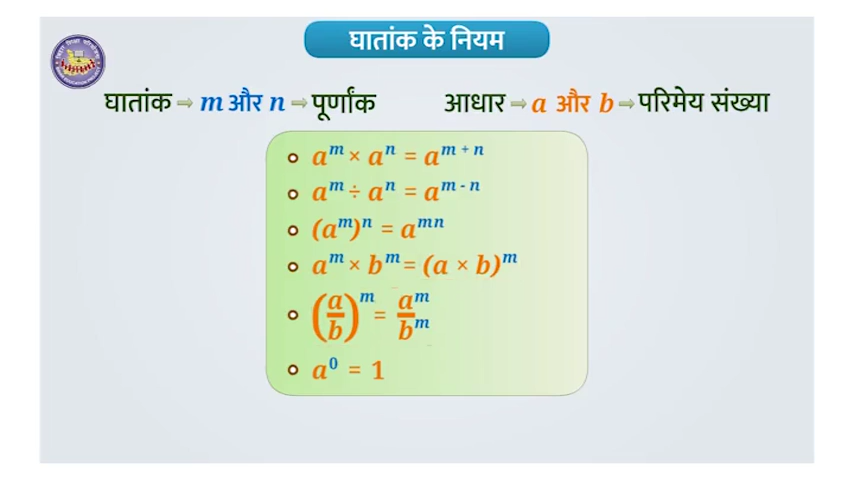 घातांक के नियम
घातांक → m और n → पूर्णांक
आधार → a और b → परिमेय संख्या
a^m × a^n = a^(m + n)
a^m ÷ a^n = a^(m - n)
(a^m)^n = a^(mn)
a^m × b^m = (a × b)^m
(a/b)^m = a^m/b^m
a^0 = 1